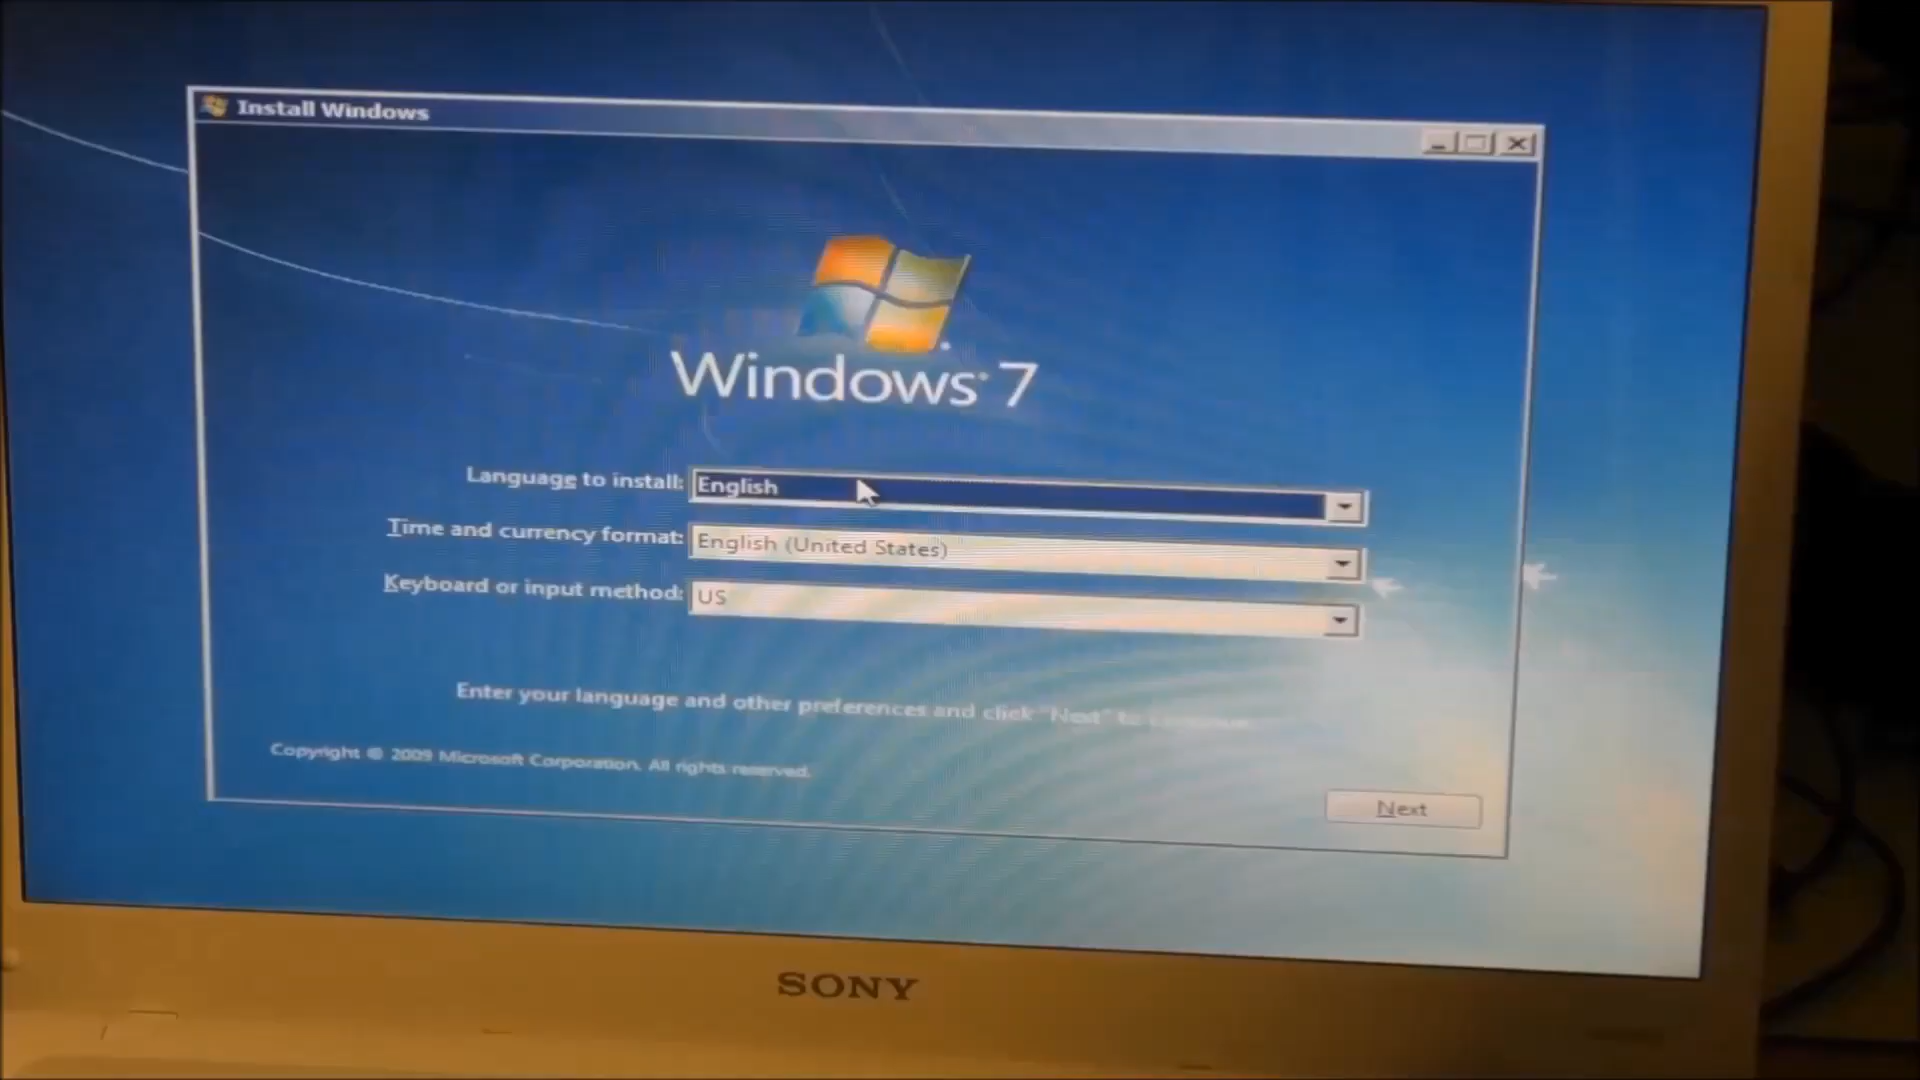 Install Windows
Windows 7
Language to install: English
Time and currency format: English (United States)
Keyboard or input method: US
Enter your language and other preferences and click "Next" to continue.
Copyright © 2009 Microsoft Corporation. All rights reserved.
Next
SONY